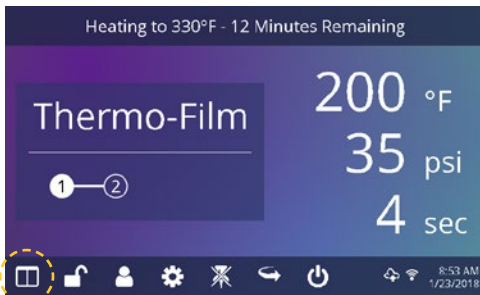 Heating to 330°F - 12 Minutes Remaining
Thermo-Film
1 2
200 °F
35 psi
4 sec
8:53 AM
1/23/2018